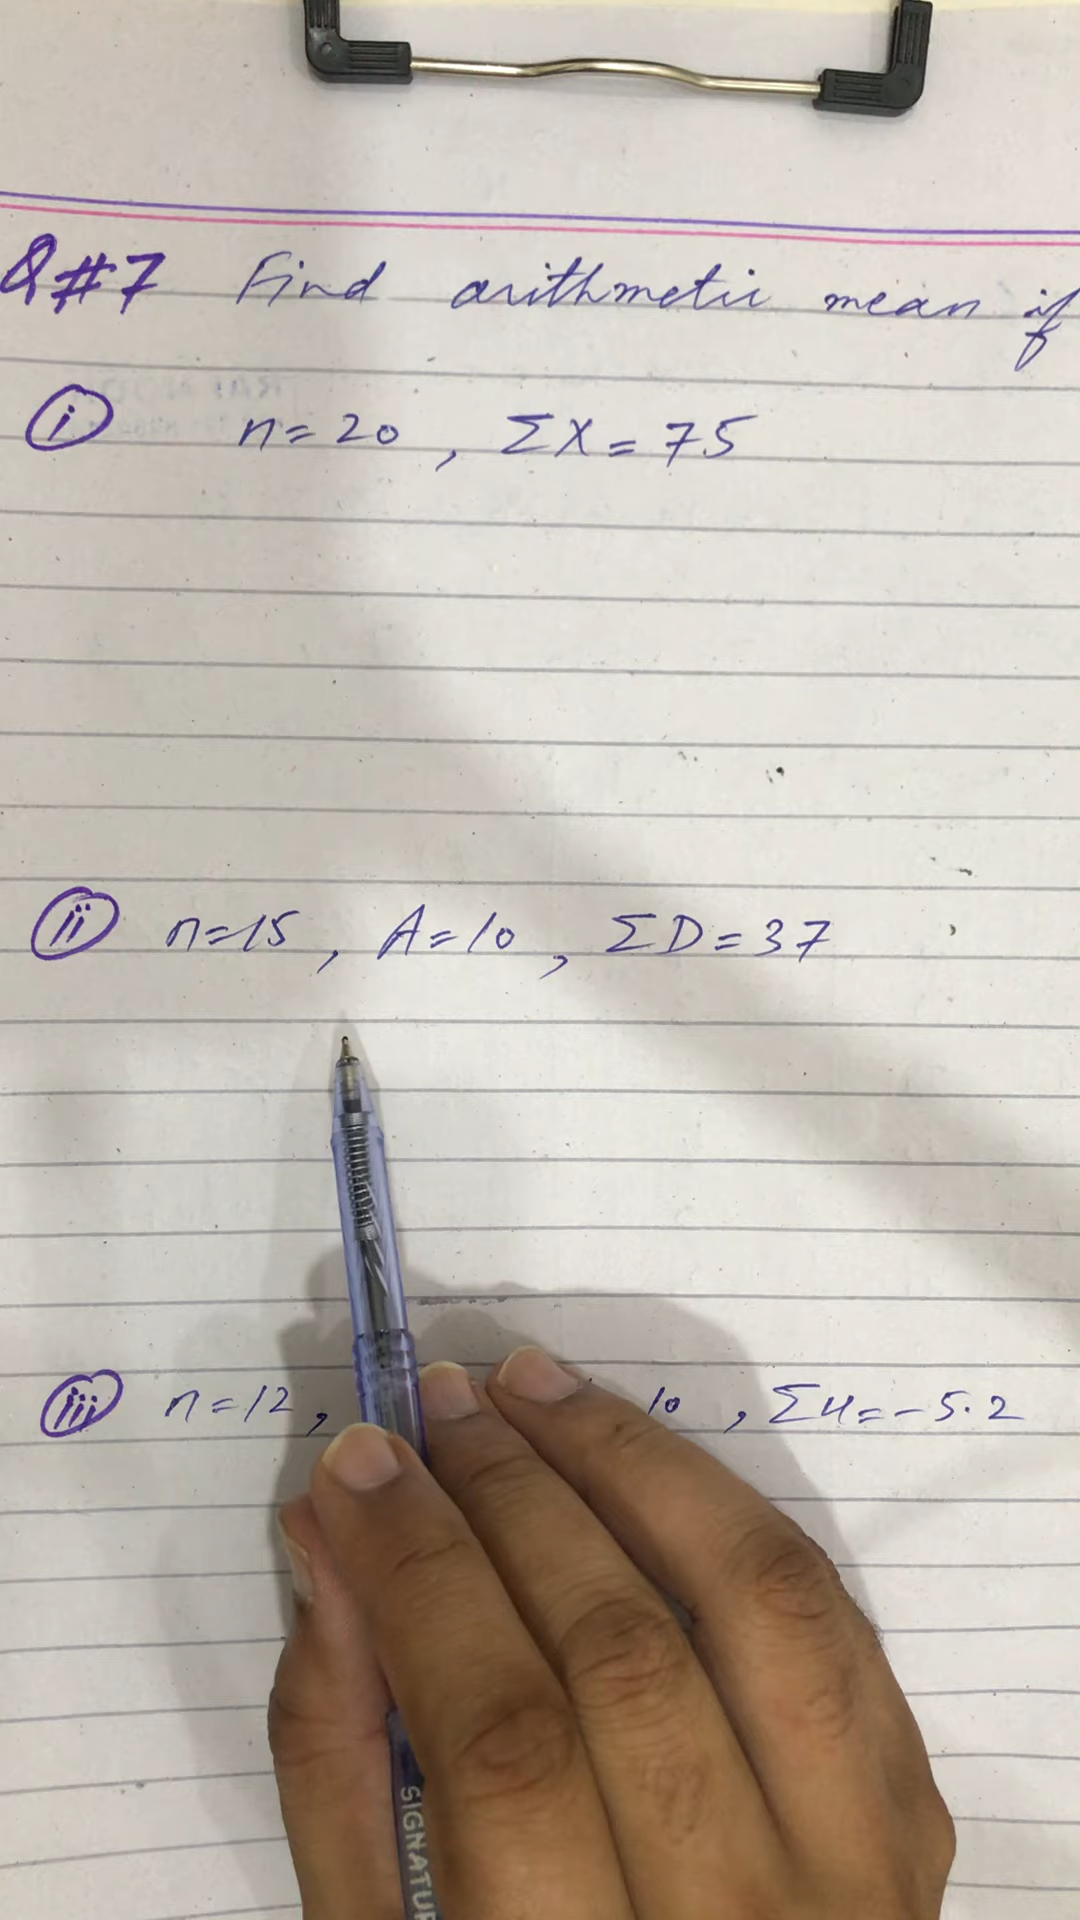 Q#7 Find arithmetic mean if
i n=20, ΣX=75
ii n=15, A=10, ΣD=37
iii n=12, 10, Σu=-5.2
SIGNATUR